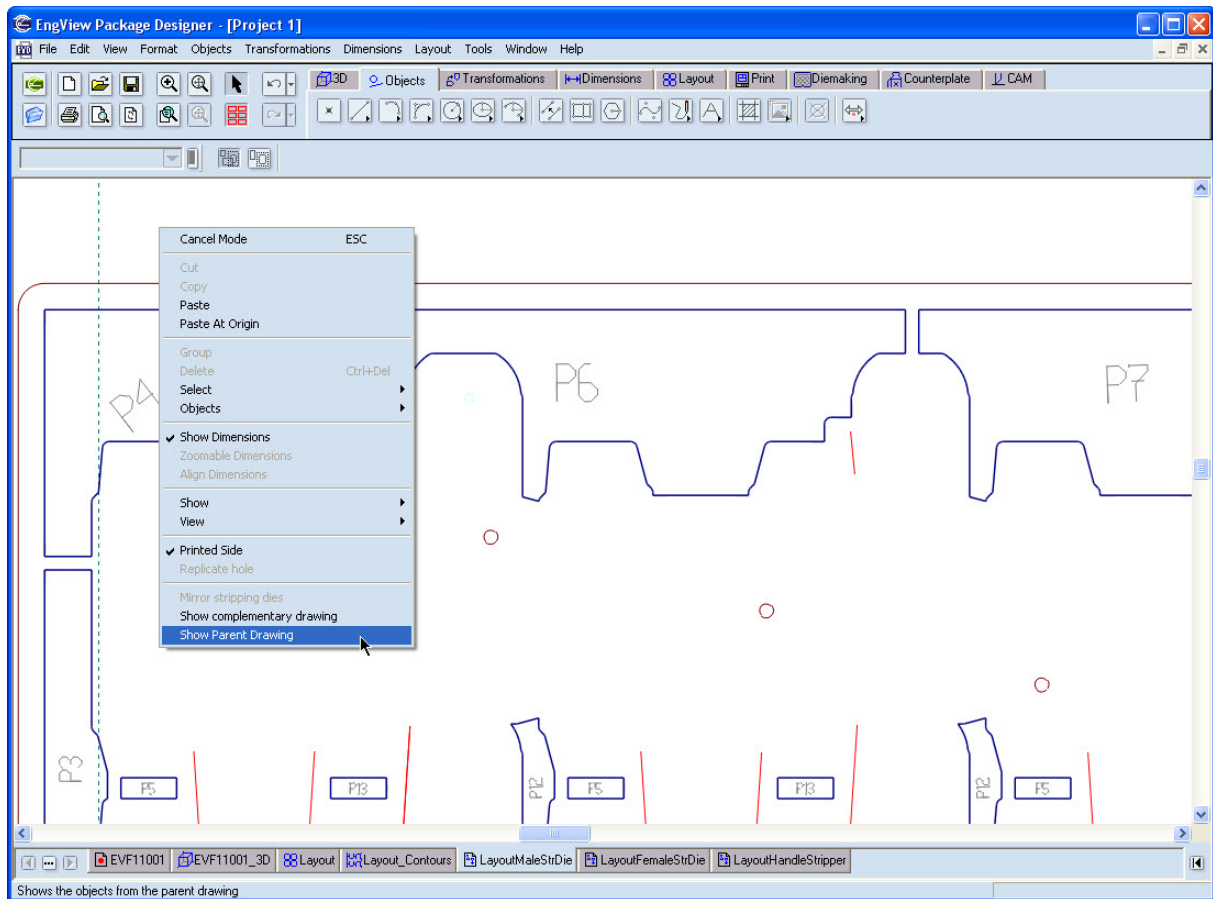 EngView Package Designer - [Project 1]
File Edit View Format Objects Transformations Dimensions Layout Tools Window Help
3D Objects Transformations Dimensions Layout Print Diemaking Counterplate CAM
Cancel Mode ESC
Cut
Copy
Paste
Paste At Origin
Group
Delete Ctrl+Del
Select
Objects
Show Dimensions
Zoomable Dimensions
Align Dimensions
Show
View
Printed Side
Replicate hole
Mirror stripping dies
Show complementary drawing
Show Parent Drawing
P4 P6 P7
P3 P5 P13 P12 P5 P13 P12 P5
EVF11001 EVF11001_3D Layout Layout_Contours LayoutMaleStrDie LayoutFemaleStrDie LayoutHandleStripper
Shows the objects from the parent drawing